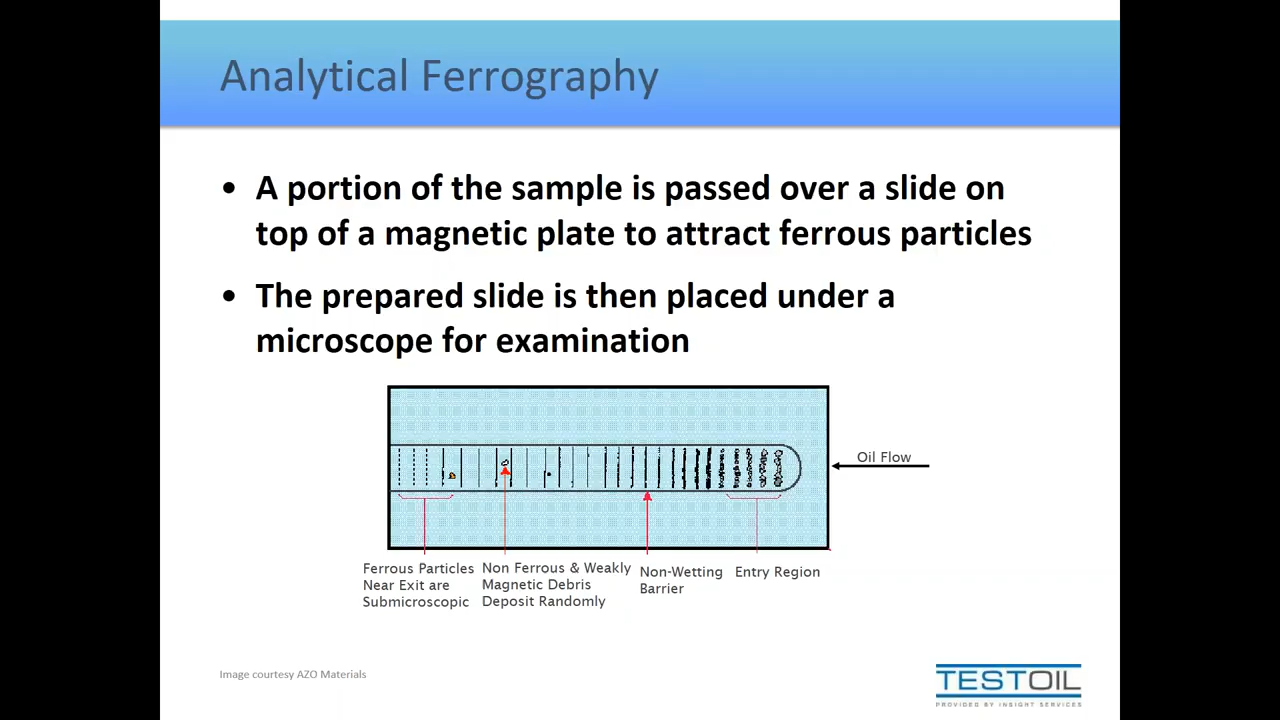 Analytical Ferrography
• A portion of the sample is passed over a slide on
top of a magnetic plate to attract ferrous particles
• The prepared slide is then placed under a
microscope for examination
Oil Flow
Ferrous Particles
Near Exit are
Submicroscopic
Non Ferrous & Weakly
Magnetic Debris
Deposit Randomly
Non-Wetting
Barrier
Entry Region
Image courtesy AZO Materials
TESTOIL
PROVIDED BY INSIGHT SERVICES